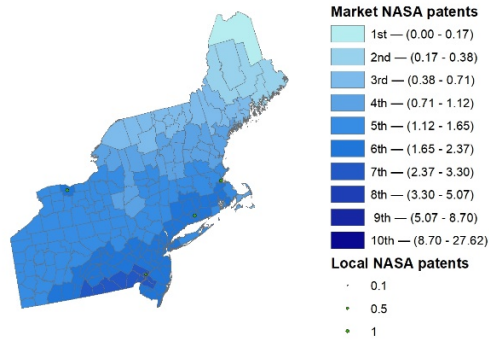 Market NASA patents
1st — (0.00 - 0.17)
2nd — (0.17 - 0.38)
3rd — (0.38 - 0.71)
4th — (0.71 - 1.12)
5th — (1.12 - 1.65)
6th — (1.65 - 2.37)
7th — (2.37 - 3.30)
8th — (3.30 - 5.07)
9th — (5.07 - 8.70)
10th — (8.70 - 27.62)
Local NASA patents
0.1
0.5
1